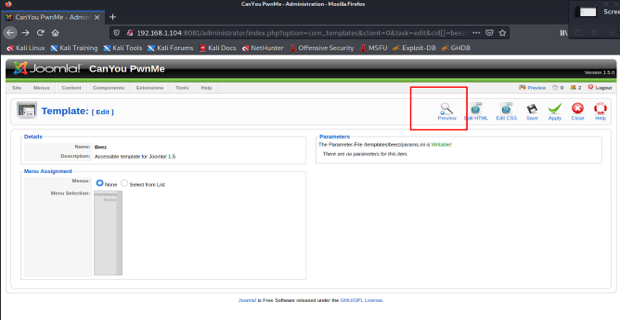 CanYou PwnMe - Administration - Mozilla Firefox
CanYou PwnMe - Administrati
Scree
192.168.1.104:8081/administrator/index.php?option=com_templates&client=0&task=edit&cid[]=beez
Kali Linux Kali Training Kali Tools Kali Forums Kali Docs NetHunter Offensive Security MSFU Exploit-DB GHDB
Joomla! CanYou PwnMe
Version 1.5.0
Site Menus Content Components Extensions Tools Help Preview 0 2 Logout
Template: [ Edit ]
Preview Edit HTML Edit CSS Save Apply Close Help
Details
Name: Beez
Description: Accessible template for Joomla! 1.5
Parameters
The Parameter-File /templates/beez/params.ini is Writable!
There are no parameters for this item.
Menu Assignment
Menus: None Select from List
Menu Selection:
Joomla! is Free Software released under the GNU/GPL License.